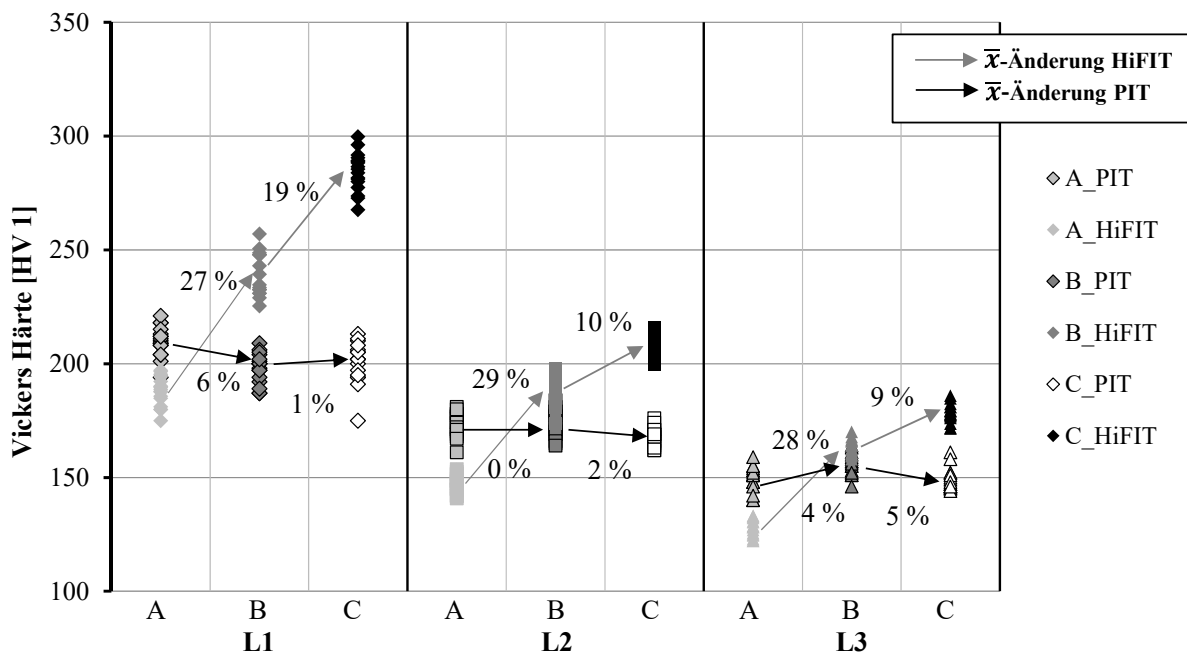 350
300
250
200
150
100
Vickers Härte [HV 1]
x̅-Änderung HiFIT
x̅-Änderung PIT
19 %
27 %
6 %
1 %
10 %
29 %
0 %
2 %
9 %
28 %
4 %
5 %
A_PIT
A_HiFIT
B_PIT
B_HiFIT
C_PIT
C_HiFIT
A B C A B C A B C
L1 L2 L3